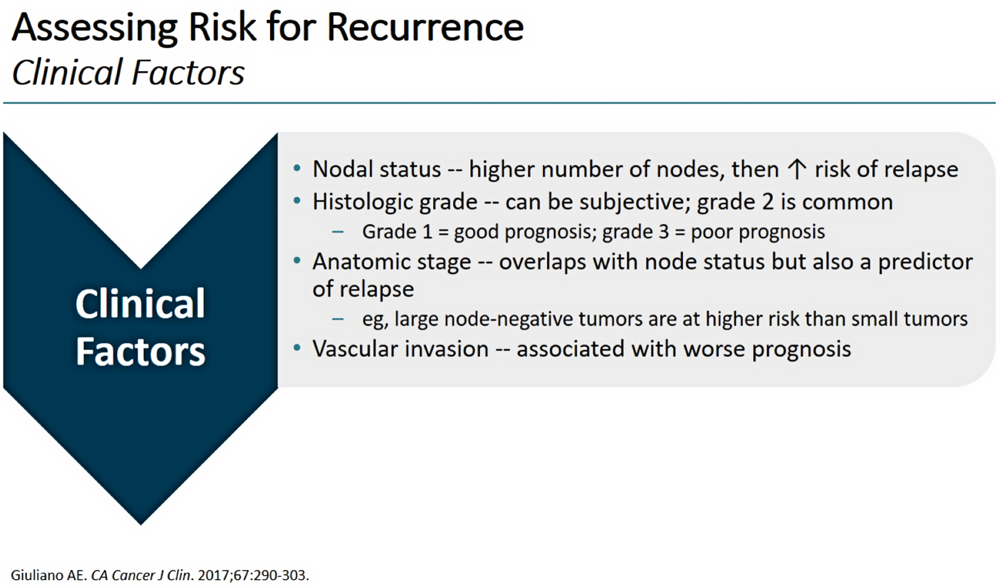 Assessing Risk for Recurrence
Clinical Factors
Clinical
Factors
• Nodal status -- higher number of nodes, then ↑ risk of relapse
• Histologic grade -- can be subjective; grade 2 is common
– Grade 1 = good prognosis; grade 3 = poor prognosis
• Anatomic stage -- overlaps with node status but also a predictor
of relapse
– eg, large node-negative tumors are at higher risk than small tumors
• Vascular invasion -- associated with worse prognosis
Giuliano AE. CA Cancer J Clin. 2017;67:290-303.